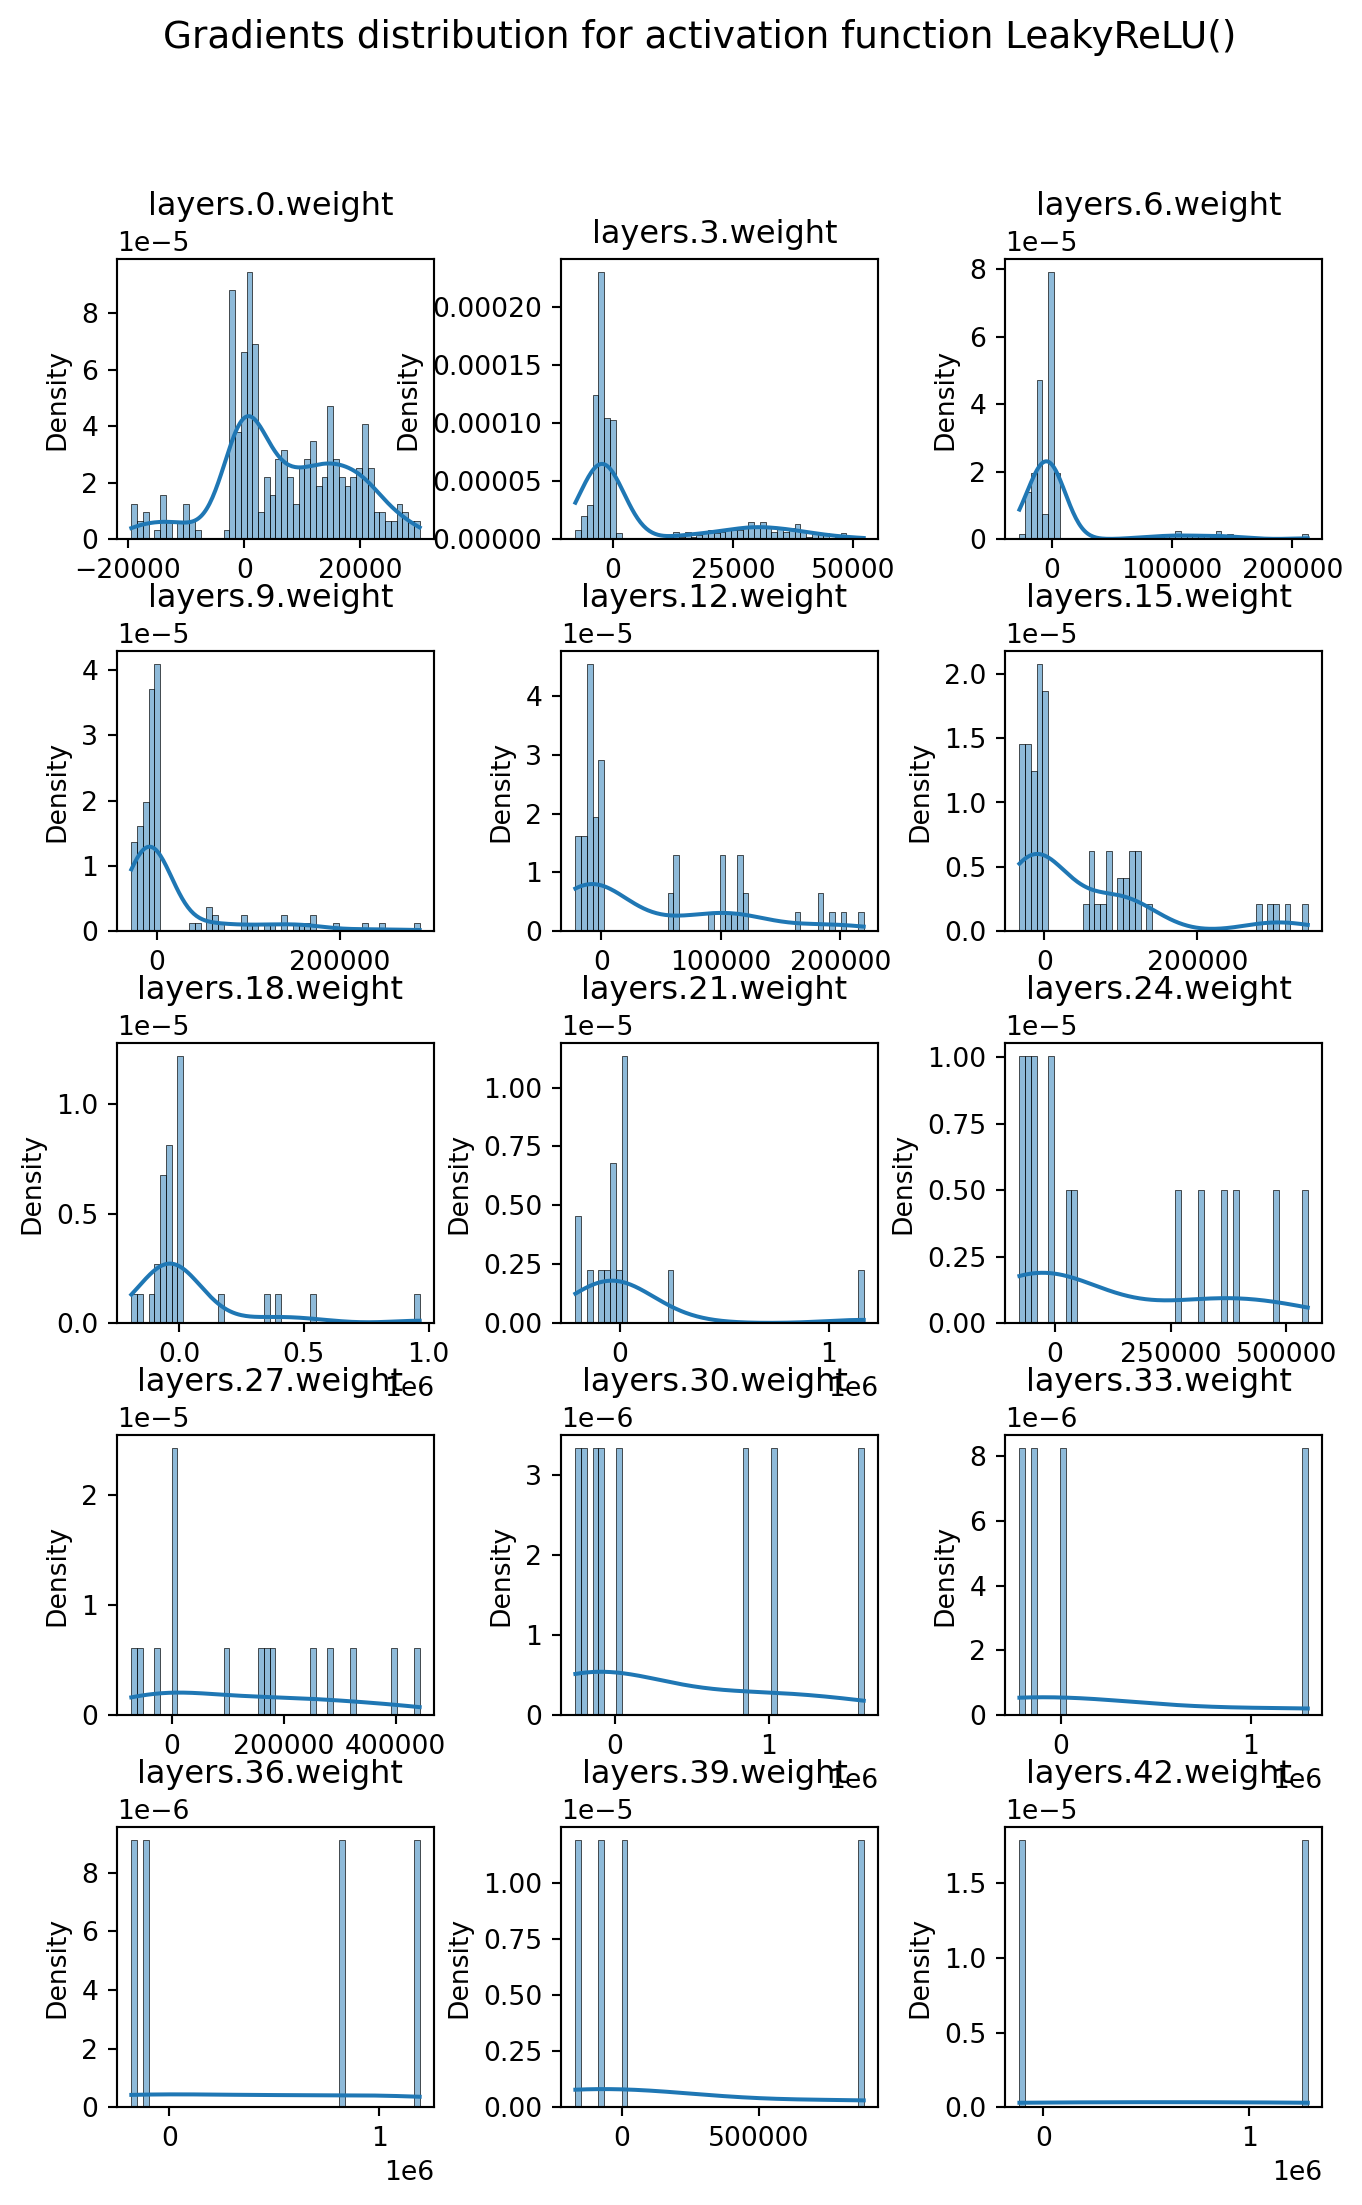 Gradients distribution for activation function LeakyReLU()
layers.0.weight
1e−5
Density
8
6
4
2
0
−20000 0 20000
layers.3.weight
Density
0.00020
0.00015
0.00010
0.00005
0.00000
0 25000 50000
layers.6.weight
1e−5
Density
8
6
4
2
0
0 100000 200000
layers.9.weight
1e−5
Density
4
3
2
1
0
0 200000
layers.12.weight
1e−5
Density
4
3
2
1
0
0 100000 200000
layers.15.weight
1e−5
Density
2.0
1.5
1.0
0.5
0.0
0 200000
layers.18.weight
1e−5
Density
1.0
0.5
0.0
0.0 0.5 1.0
1e6
layers.21.weight
1e−5
Density
1.00
0.75
0.50
0.25
0.00
0 1
1e6
layers.24.weight
1e−5
Density
1.00
0.75
0.50
0.25
0.00
0 250000 500000
layers.27.weight
1e−5
Density
2
1
0
0 200000 400000
layers.30.weight
1e−6
Density
3
2
1
0
0 1
1e6
layers.33.weight
1e−6
Density
8
6
4
2
0
0 1
1e6
layers.36.weight
1e−6
Density
8
6
4
2
0
0 1
1e6
layers.39.weight
1e−5
Density
1.00
0.75
0.50
0.25
0.00
0 500000
layers.42.weight
1e−5
Density
1.5
1.0
0.5
0.0
0 1
1e6